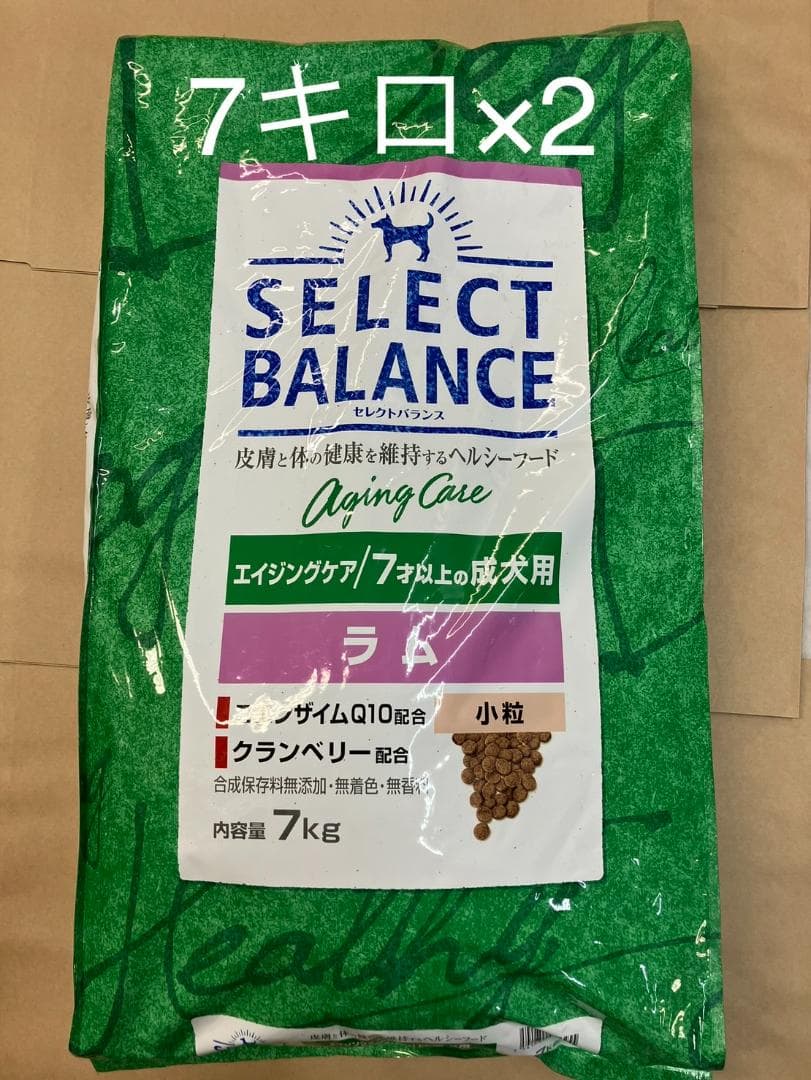 7キロ×2
SELECT
BALANCE
セレクトバランス
皮膚と体の健康を維持するヘルシーフード
Aging Care
エイジングケア/7才以上の成犬用
ラム
コエンザイムQ10配合
小粒
クランベリー配合
合成保存料無添加・無着色・無香料
内容量 7kg
Healthy